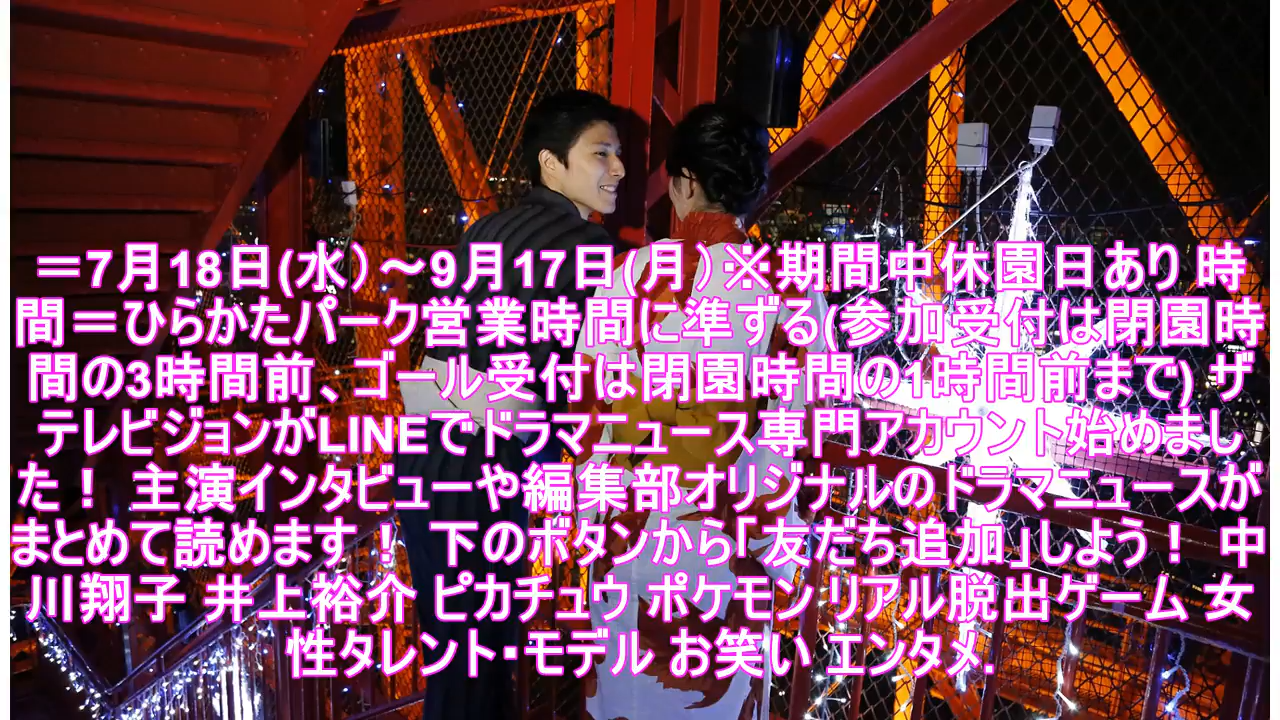 ＝7月18日(水）～9月17日(月）※期間中休園日あり 時
間＝ひらかたパーク営業時間に準ずる(参加受付は閉園時
間の3時間前、ゴール受付は閉園時間の1時間前まで) ザ
テレビジョンがLINEでドラマニュース専門アカウント始めまし
た！ 主演インタビューや編集部オリジナルのドラマニュースが
まとめて読めます！ 下のボタンから「友だち追加」しよう！ 中
川翔子 井上裕介 ピカチュウ ポケモン リアル脱出ゲーム 女
性タレント・モデル お笑い エンタメ.